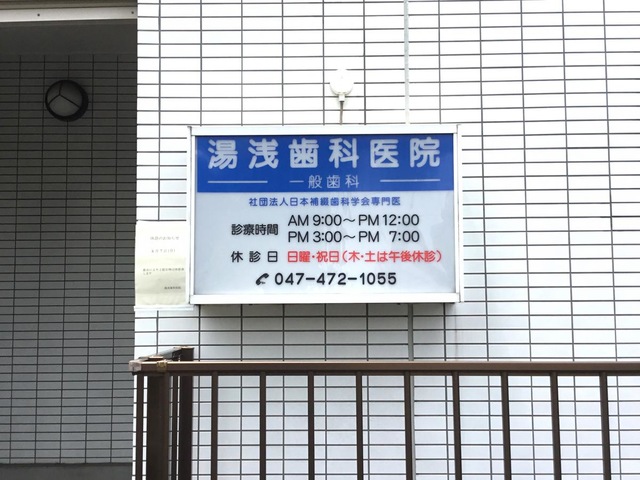 湯浅歯科医院
一般歯科
社団法人日本補綴歯科学会専門医
診療時間 AM 9:00～PM 12:00
PM 3:00～PM 7:00
休診日 日曜・祝日(木・土は午後休診)
047-472-1055